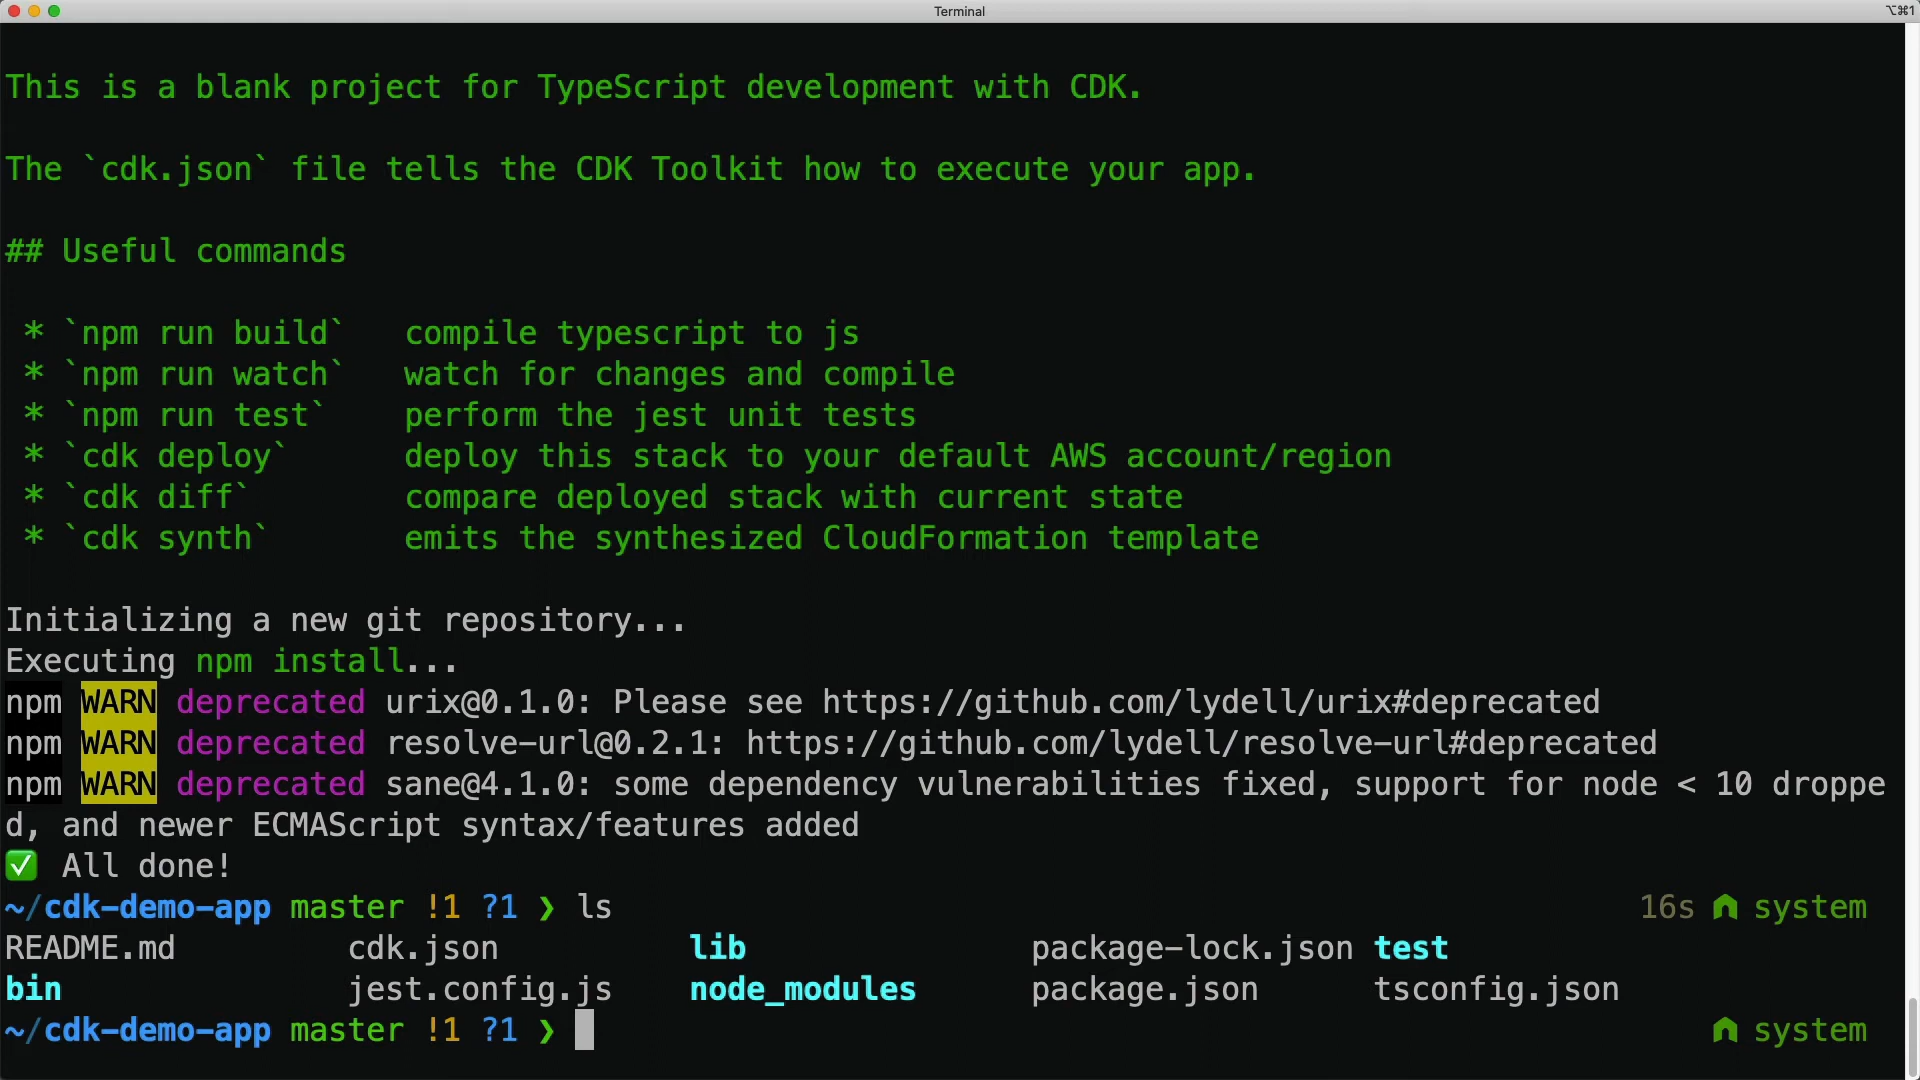 Terminal
⌥⌘1
This is a blank project for TypeScript development with CDK.
The `cdk.json` file tells the CDK Toolkit how to execute your app.
## Useful commands
* `npm run build`   compile typescript to js
* `npm run watch`   watch for changes and compile
* `npm run test`    perform the jest unit tests
* `cdk deploy`      deploy this stack to your default AWS account/region
* `cdk diff`        compare deployed stack with current state
* `cdk synth`       emits the synthesized CloudFormation template
Initializing a new git repository...
Executing npm install...
npm WARN deprecated urix@0.1.0: Please see https://github.com/lydell/urix#deprecated
npm WARN deprecated resolve-url@0.2.1: https://github.com/lydell/resolve-url#deprecated
npm WARN deprecated sane@4.1.0: some dependency vulnerabilities fixed, support for node < 10 droppe
d, and newer ECMAScript syntax/features added
✅ All done!
~/cdk-demo-app master !1 ?1 ❯ ls 16s system
README.md cdk.json lib package-lock.json test
bin jest.config.js node_modules package.json tsconfig.json
~/cdk-demo-app master !1 ?1 ❯ system